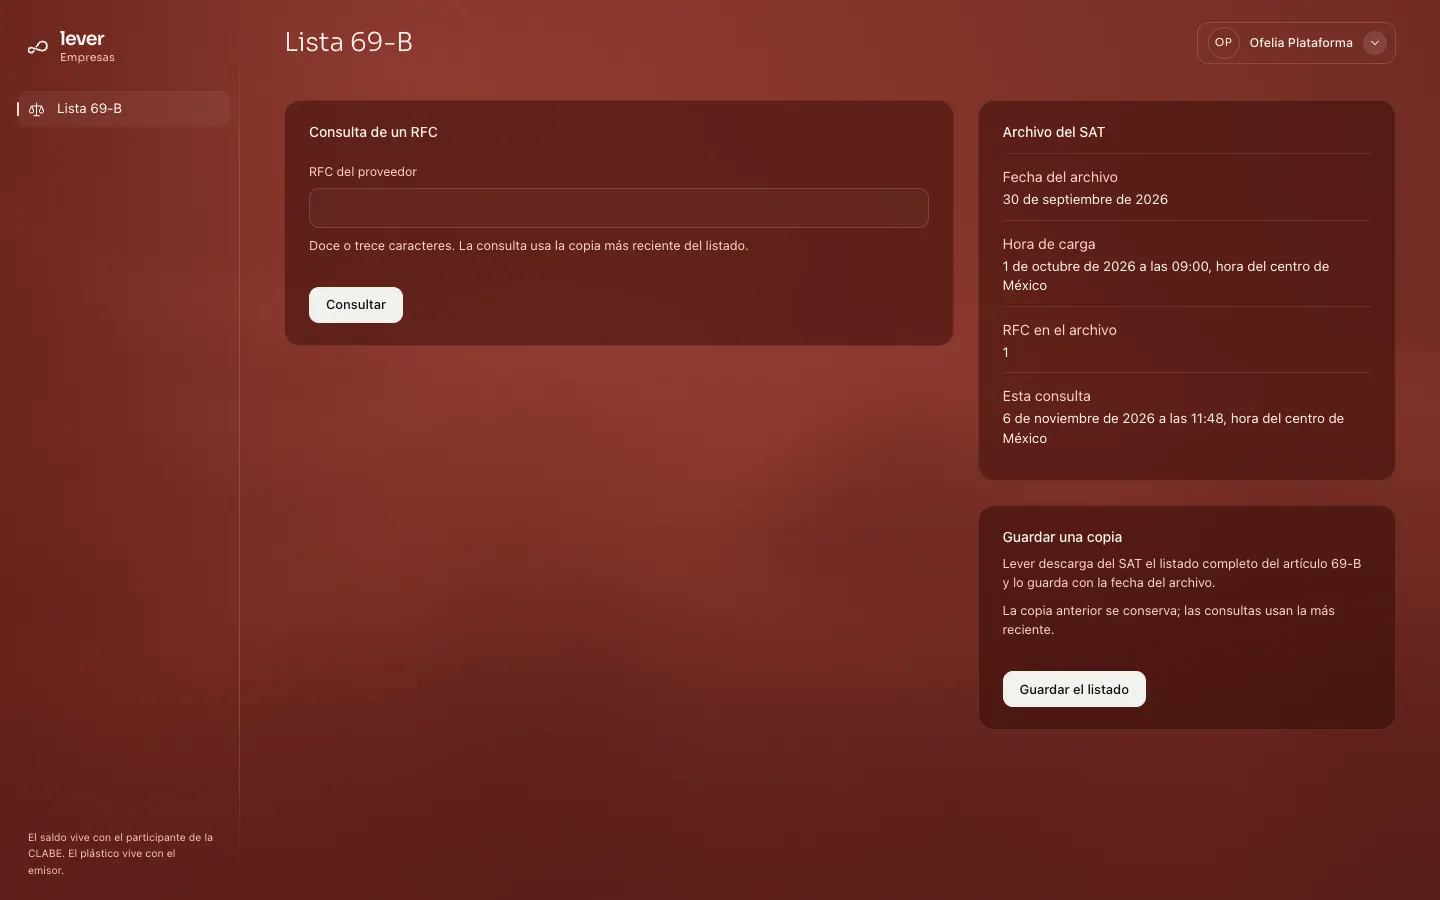 lever
Empresas
Lista 69-B
Lista 69-B
OP
Ofelia Plataforma
Consulta de un RFC
RFC del proveedor
Doce o trece caracteres. La consulta usa la copia más reciente del listado.
Consultar
Archivo del SAT
Fecha del archivo
30 de septiembre de 2026
Hora de carga
1 de octubre de 2026 a las 09:00, hora del centro de
México
RFC en el archivo
1
Esta consulta
6 de noviembre de 2026 a las 11:48, hora del centro de
México
Guardar una copia
Lever descarga del SAT el listado completo del artículo 69-B
y lo guarda con la fecha del archivo.
La copia anterior se conserva; las consultas usan la más
reciente.
Guardar el listado
El saldo vive con el participante de la
CLABE. El plástico vive con el
emisor.